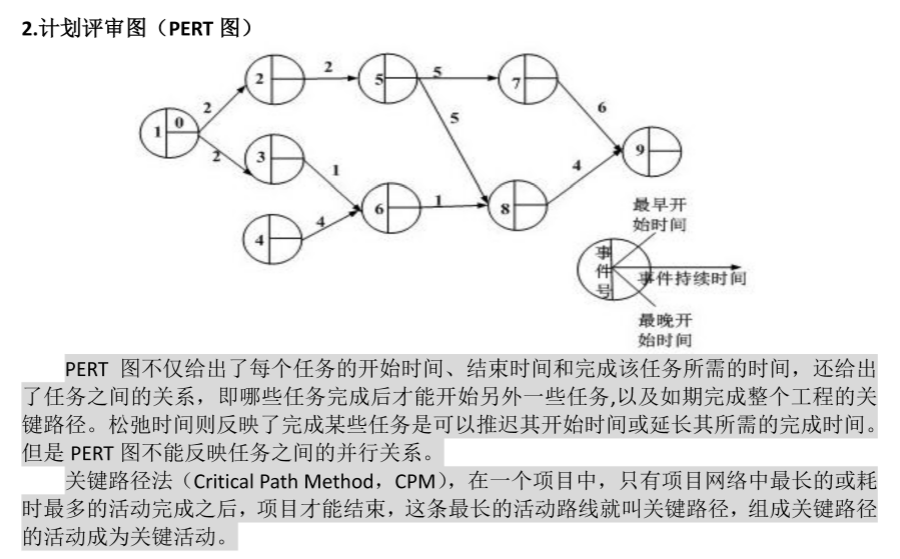 2.计划评审图（PERT 图）
2
2
5
5
7
2
5
6
1
0
2
3
1
4
4
6
1
8
4
9
最早开
始时间
事
件
号
事件持续时间
最晚开
始时间
PERT 图不仅给出了每个任务的开始时间、结束时间和完成该任务所需的时间，还给出
了任务之间的关系，即哪些任务完成后才能开始另外一些任务,以及如期完成整个工程的关
键路径。松弛时间则反映了完成某些任务是可以推迟其开始时间或延长其所需的完成时间。
但是 PERT 图不能反映任务之间的并行关系。
关键路径法（Critical Path Method，CPM），在一个项目中，只有项目网络中最长的或耗
时最多的活动完成之后，项目才能结束，这条最长的活动路线就叫关键路径，组成关键路径
的活动成为关键活动。